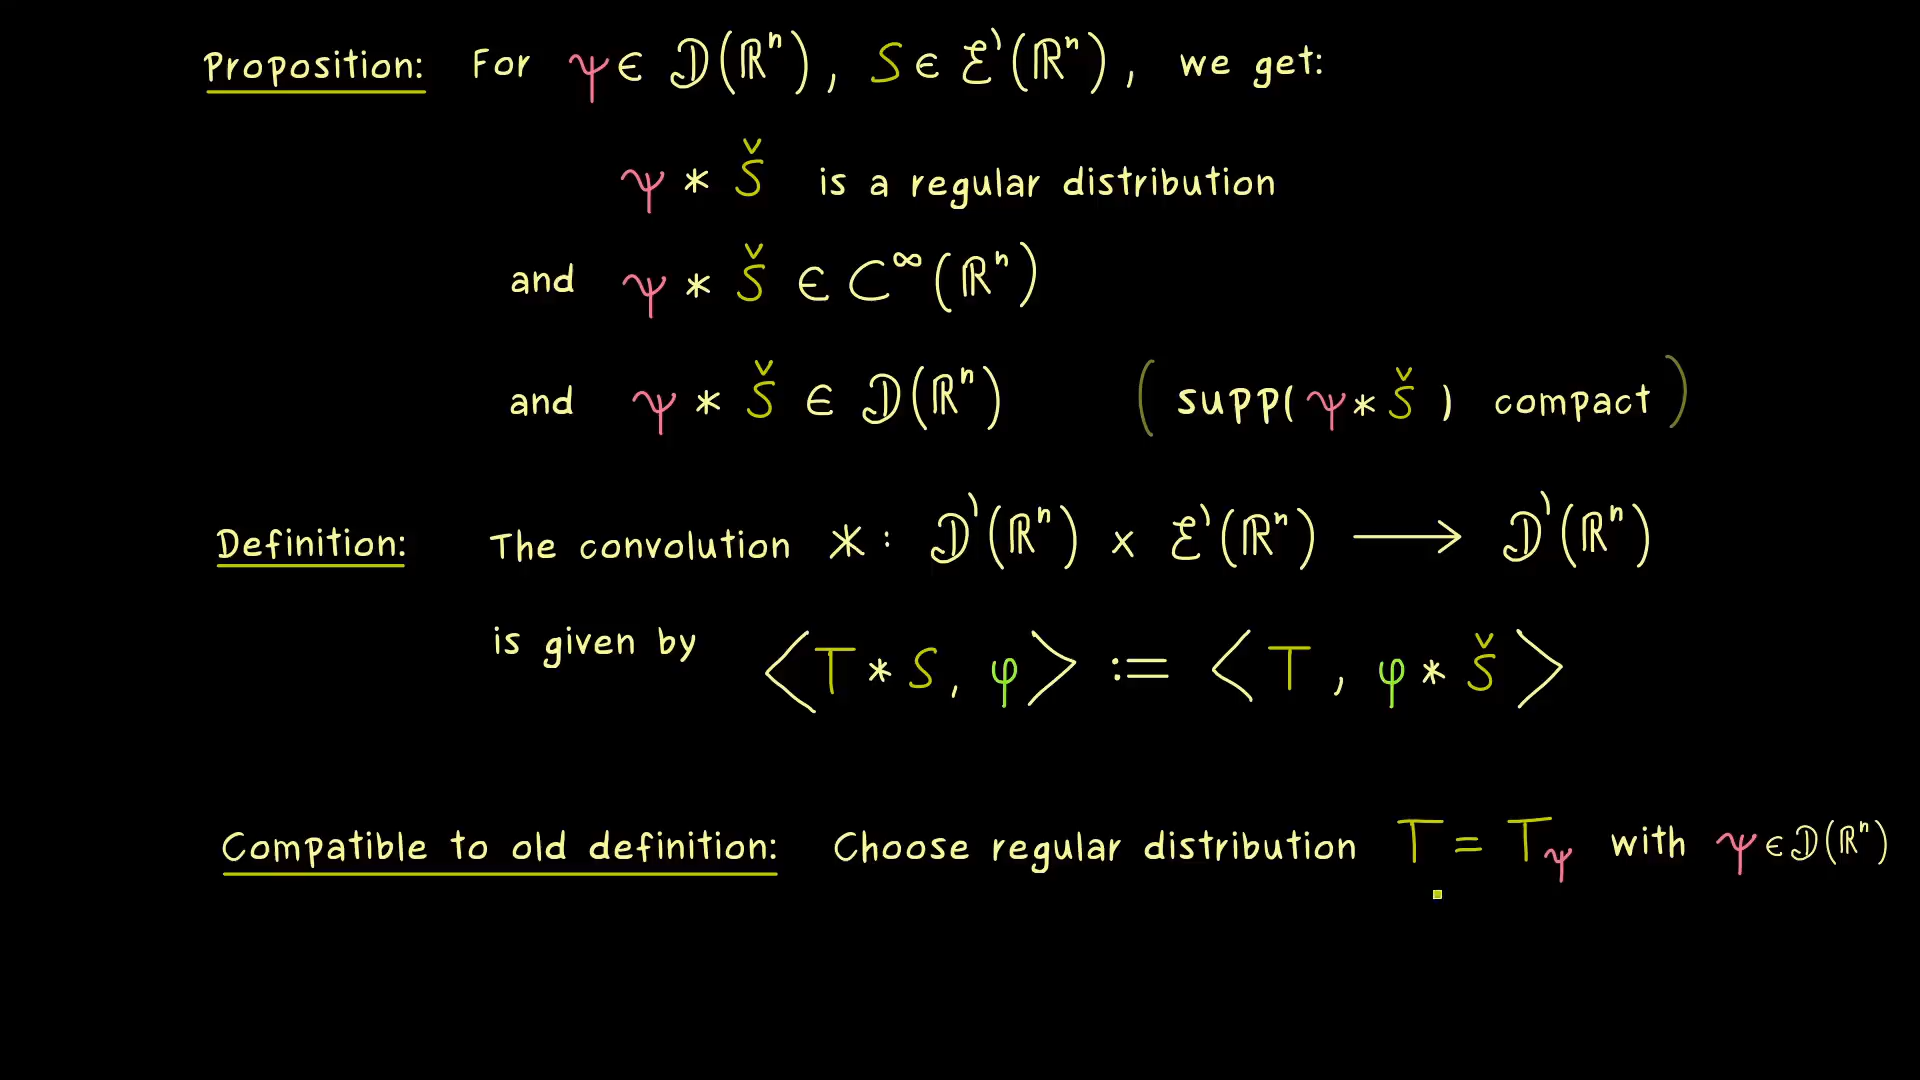 Proposition: For ψ ∈ 𝒟(ℝⁿ), S ∈ ℰ'(ℝⁿ), we get:
ψ * Š is a regular distribution
and ψ * Š ∈ C^∞(ℝⁿ)
and ψ * Š ∈ 𝒟(ℝⁿ) (supp(ψ * Š) compact)
Definition: The convolution *: 𝒟'(ℝⁿ) × ℰ'(ℝⁿ) ⟶ 𝒟'(ℝⁿ)
is given by ⟨T * S, φ⟩ := ⟨T, φ * Š⟩
Compatible to old definition: Choose regular distribution T = T_ψ with ψ ∈ 𝒟(ℝⁿ)